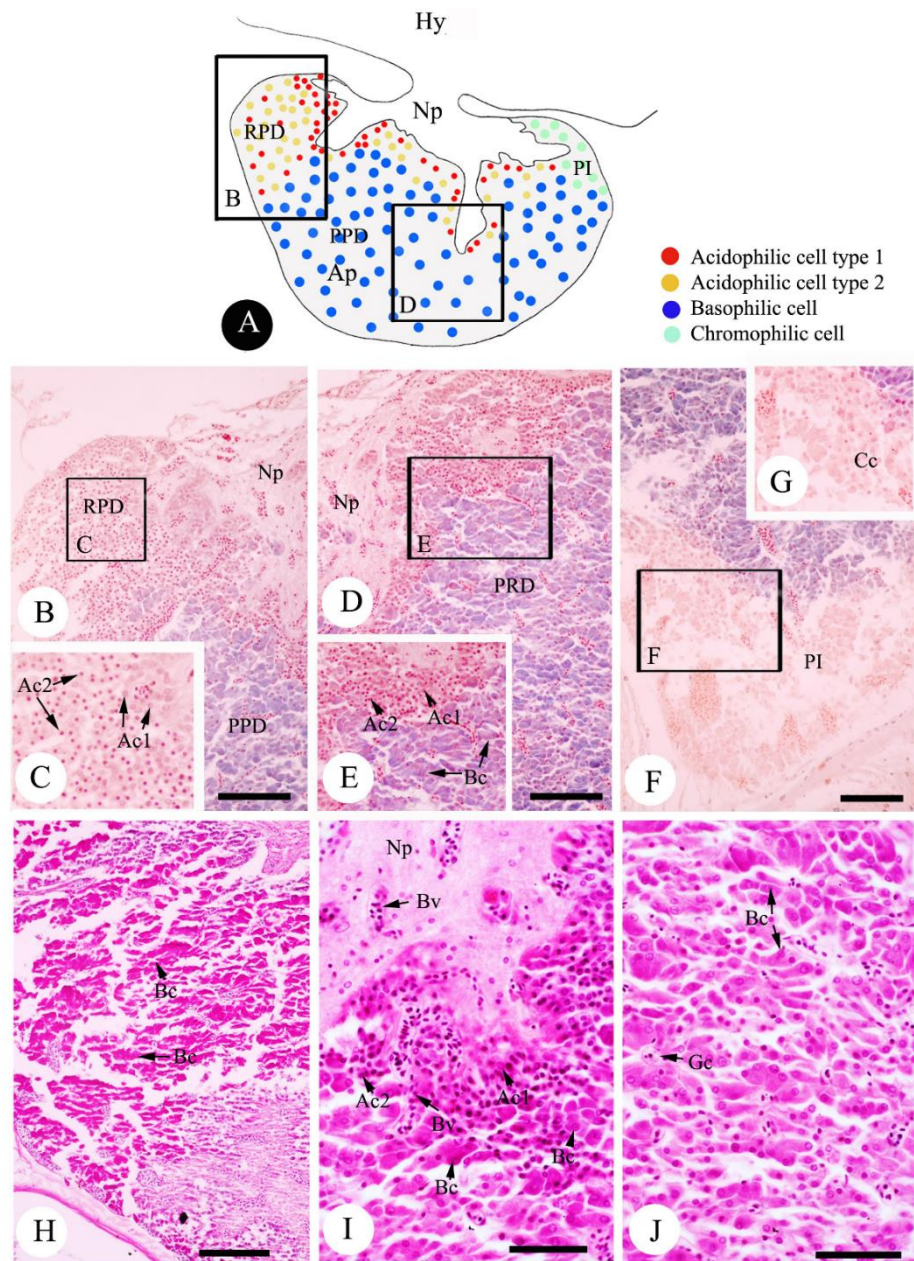 Hy
Np
RPD
PI
B
PPD
Ap
D
A
Acidophilic cell type 1
Acidophilic cell type 2
Basophilic cell
Chromophilic cell
Np
RPD
C
B
PPD
Ac2
Ac1
C
Np
E
D
PRD
Ac2
Ac1
Bc
E
Cc
G
F
PI
F
Bc
Bc
H
Np
Bv
Ac2
Ac1
Bv
Bc
Bc
I
Bc
Gc
J